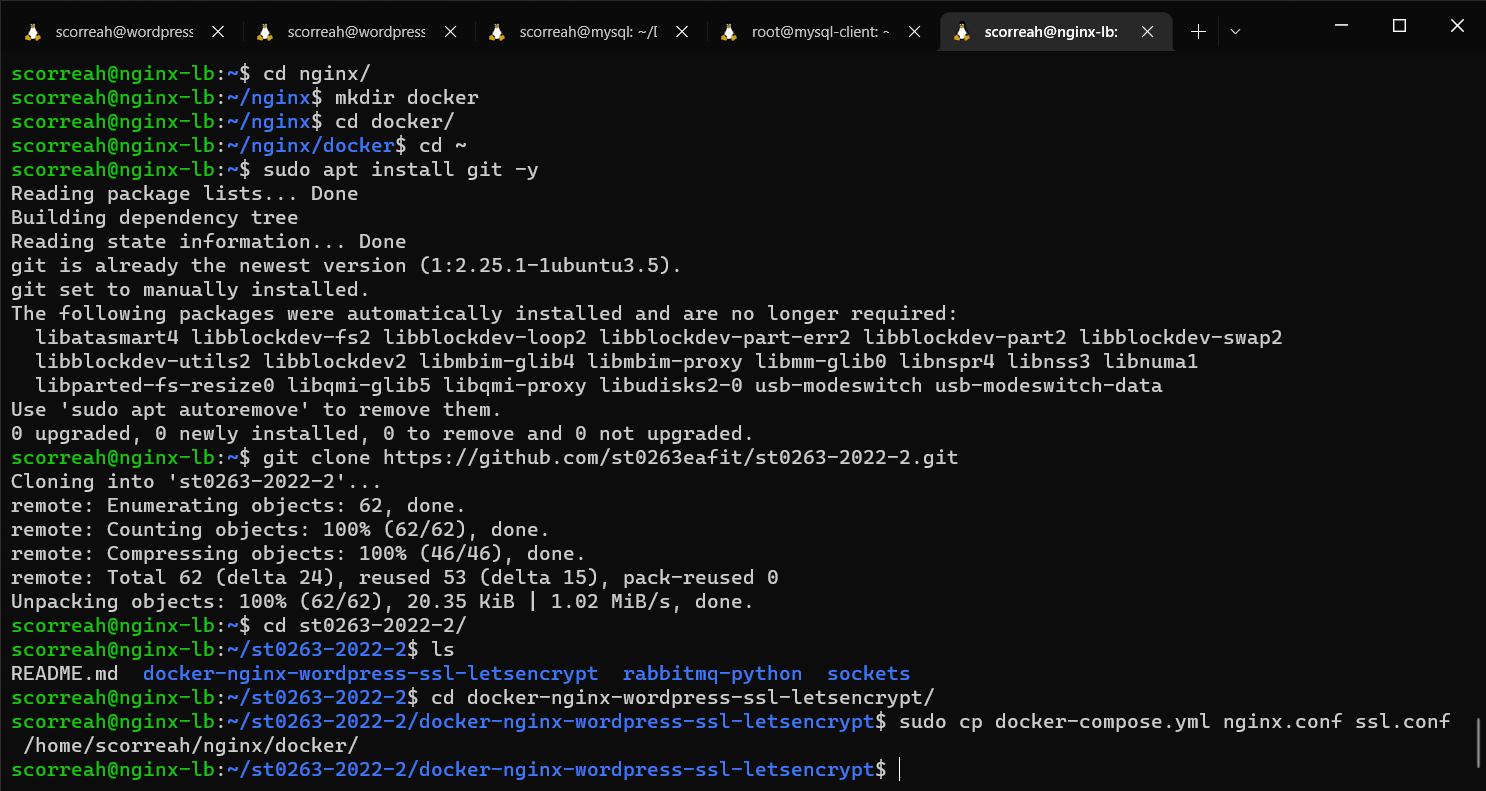 scorreah@wordpress scorreah@wordpress scorreah@mysql: ~/[ root@mysql-client: ~ scorreah@nginx-lb:
scorreah@nginx-lb:~$ cd nginx/
scorreah@nginx-lb:~/nginx$ mkdir docker
scorreah@nginx-lb:~/nginx$ cd docker/
scorreah@nginx-lb:~/nginx/docker$ cd ~
scorreah@nginx-lb:~$ sudo apt install git -y
Reading package lists... Done
Building dependency tree
Reading state information... Done
git is already the newest version (1:2.25.1-1ubuntu3.5).
git set to manually installed.
The following packages were automatically installed and are no longer required:
  libatasmart4 libblockdev-fs2 libblockdev-loop2 libblockdev-part-err2 libblockdev-part2 libblockdev-swap2
  libblockdev-utils2 libblockdev2 libmbim-glib4 libmbim-proxy libmm-glib0 libnspr4 libnss3 libnuma1
  libparted-fs-resize0 libqmi-glib5 libqmi-proxy libudisks2-0 usb-modeswitch usb-modeswitch-data
Use 'sudo apt autoremove' to remove them.
0 upgraded, 0 newly installed, 0 to remove and 0 not upgraded.
scorreah@nginx-lb:~$ git clone https://github.com/st0263eafit/st0263-2022-2.git
Cloning into 'st0263-2022-2'...
remote: Enumerating objects: 62, done.
remote: Counting objects: 100% (62/62), done.
remote: Compressing objects: 100% (46/46), done.
remote: Total 62 (delta 24), reused 53 (delta 15), pack-reused 0
Unpacking objects: 100% (62/62), 20.35 KiB | 1.02 MiB/s, done.
scorreah@nginx-lb:~$ cd st0263-2022-2/
scorreah@nginx-lb:~/st0263-2022-2$ ls
README.md  docker-nginx-wordpress-ssl-letsencrypt  rabbitmq-python  sockets
scorreah@nginx-lb:~/st0263-2022-2$ cd docker-nginx-wordpress-ssl-letsencrypt/
scorreah@nginx-lb:~/st0263-2022-2/docker-nginx-wordpress-ssl-letsencrypt$ sudo cp docker-compose.yml nginx.conf ssl.conf
 /home/scorreah/nginx/docker/
scorreah@nginx-lb:~/st0263-2022-2/docker-nginx-wordpress-ssl-letsencrypt$